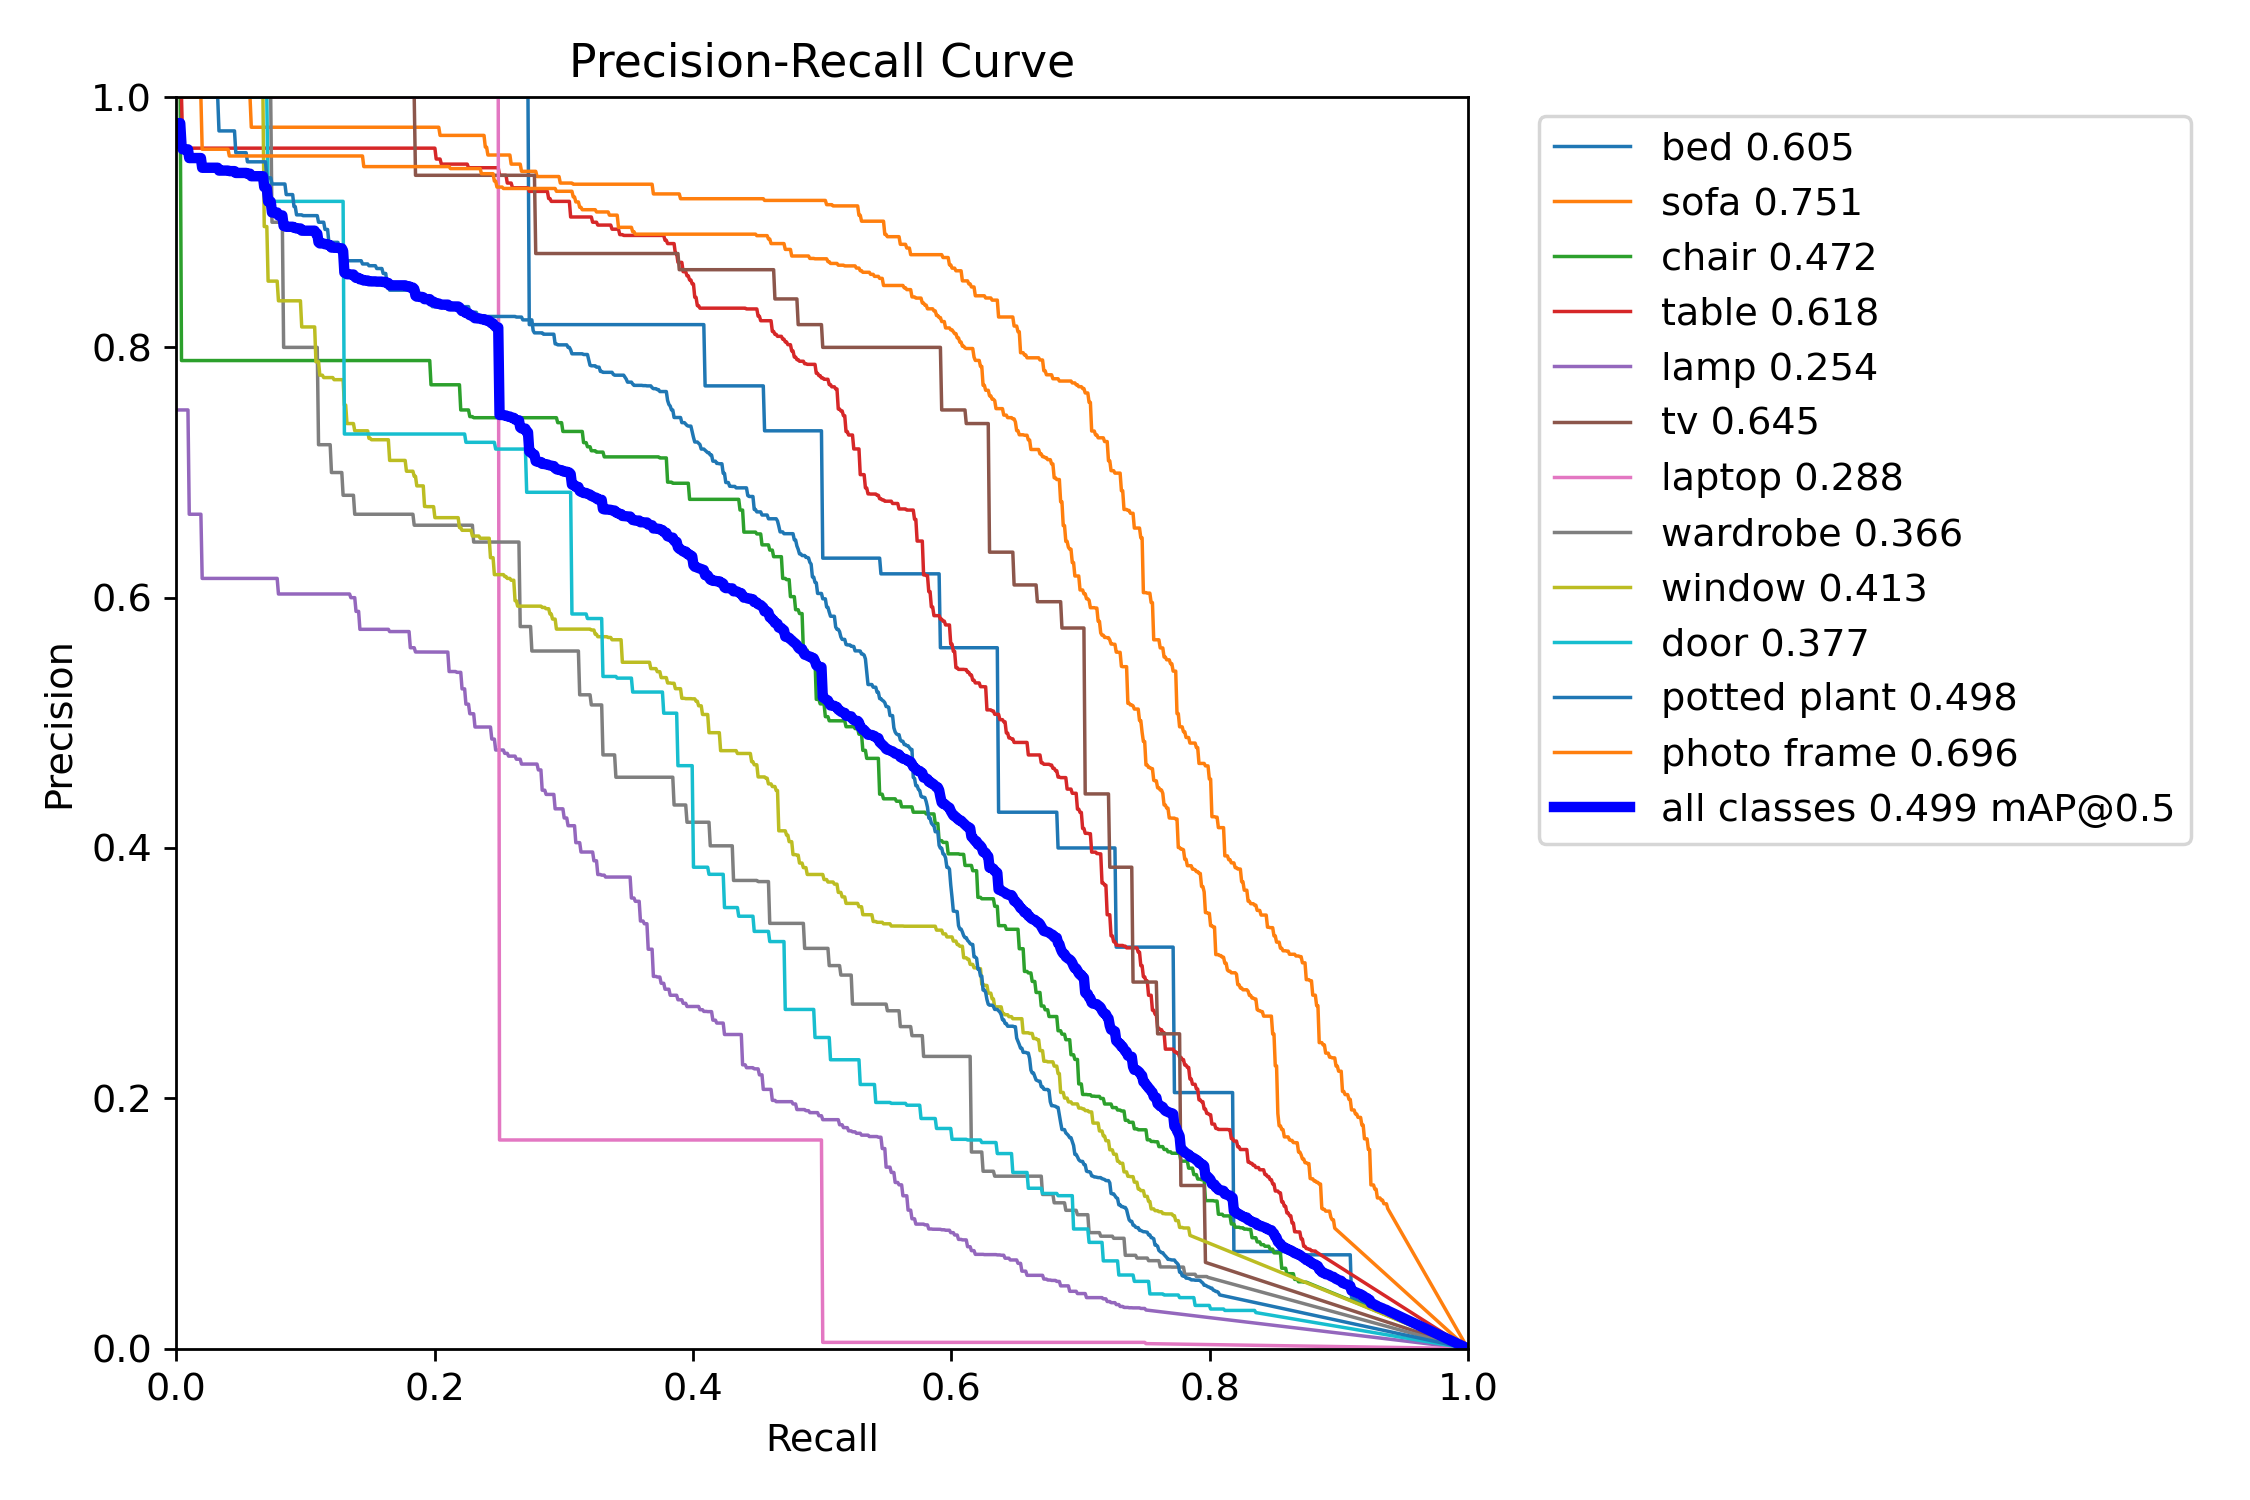 Precision-Recall Curve
1.0
0.8
0.6
0.4
0.2
0.0
Precision
0.0 0.2 0.4 0.6 0.8 1.0
Recall
bed 0.605
sofa 0.751
chair 0.472
table 0.618
lamp 0.254
tv 0.645
laptop 0.288
wardrobe 0.366
window 0.413
door 0.377
potted plant 0.498
photo frame 0.696
all classes 0.499 mAP@0.5